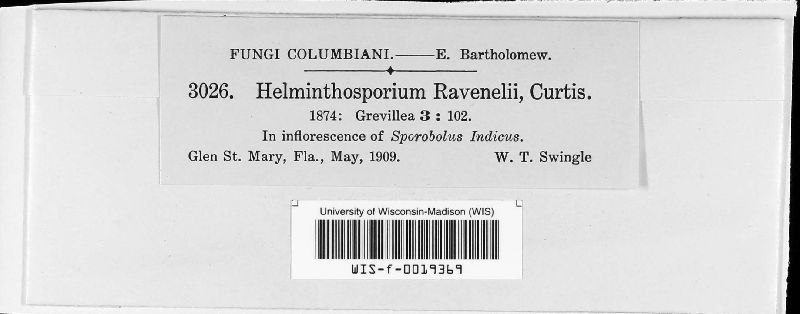 FUNGI COLUMBIANI.——E. Bartholomew.
3026. Helminthosporium Ravenelii, Curtis.
1874: Grevillea 3 : 102.
In inflorescence of Sporobolus Indicus.
Glen St. Mary, Fla., May, 1909. W. T. Swingle
University of Wisconsin-Madison (WIS)
WIS-f-0019369